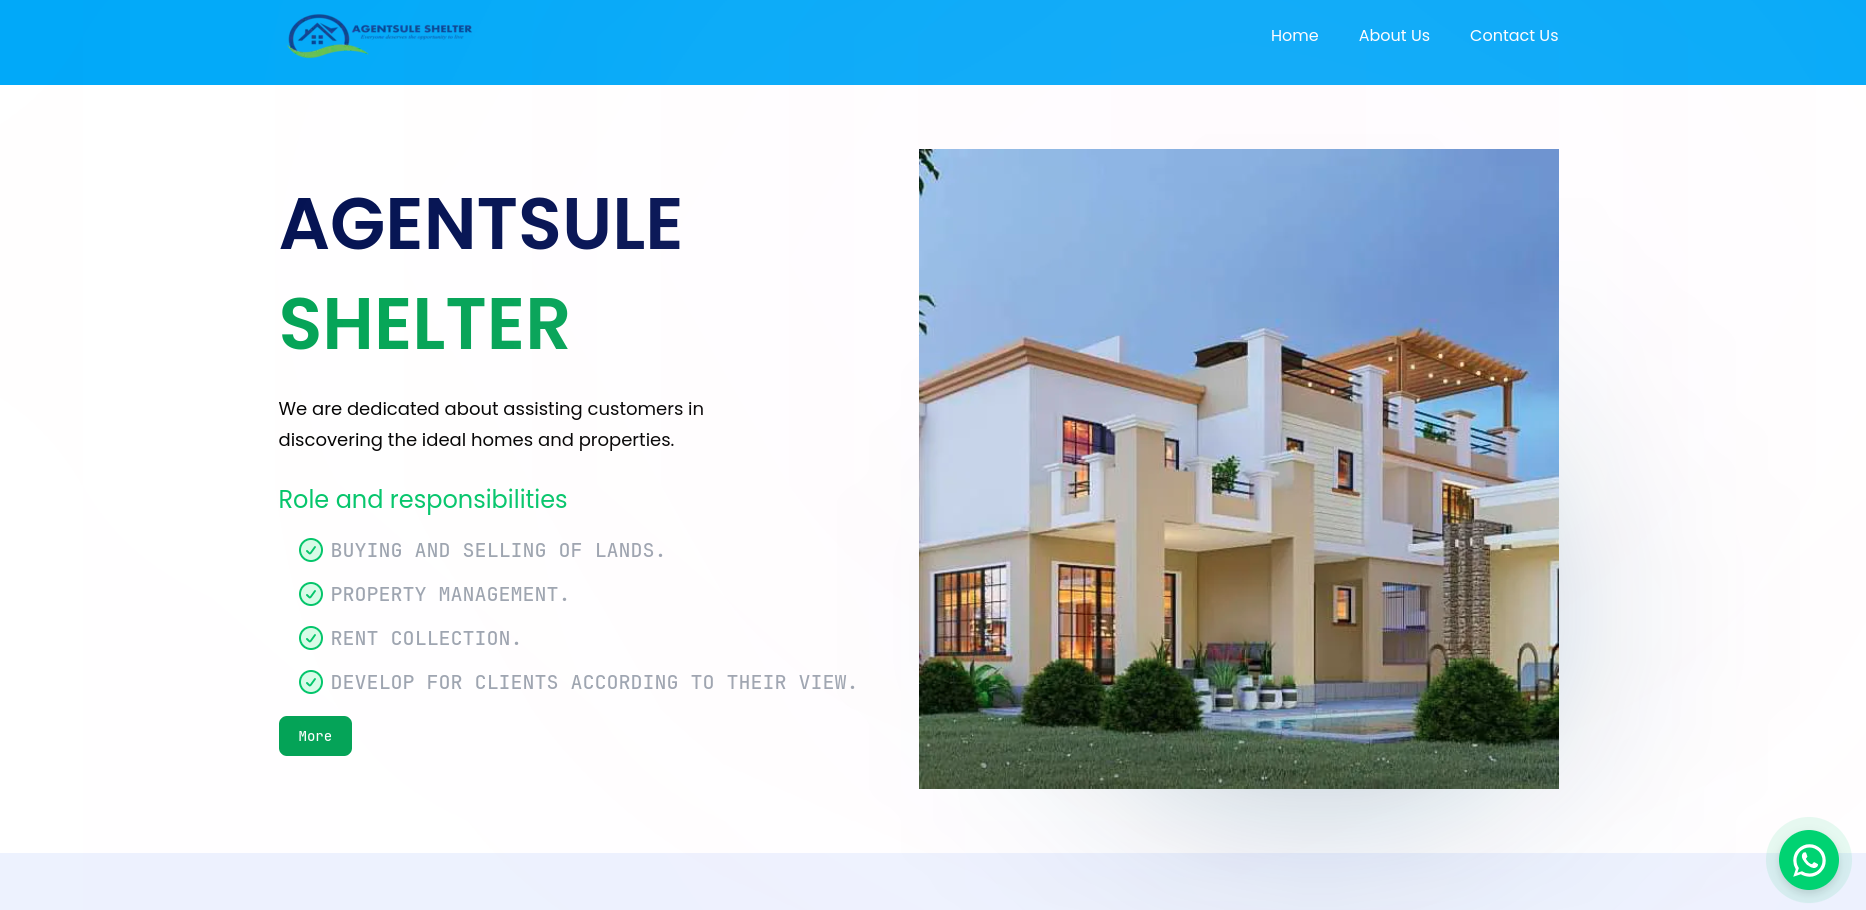 AGENTSULE SHELTER
Home
About Us
Contact Us
AGENTSULE
SHELTER
We are dedicated about assisting customers in
discovering the ideal homes and properties.
Role and responsibilities
BUYING AND SELLING OF LANDS.
PROPERTY MANAGEMENT.
RENT COLLECTION.
DEVELOP FOR CLIENTS ACCORDING TO THEIR VIEW.
More